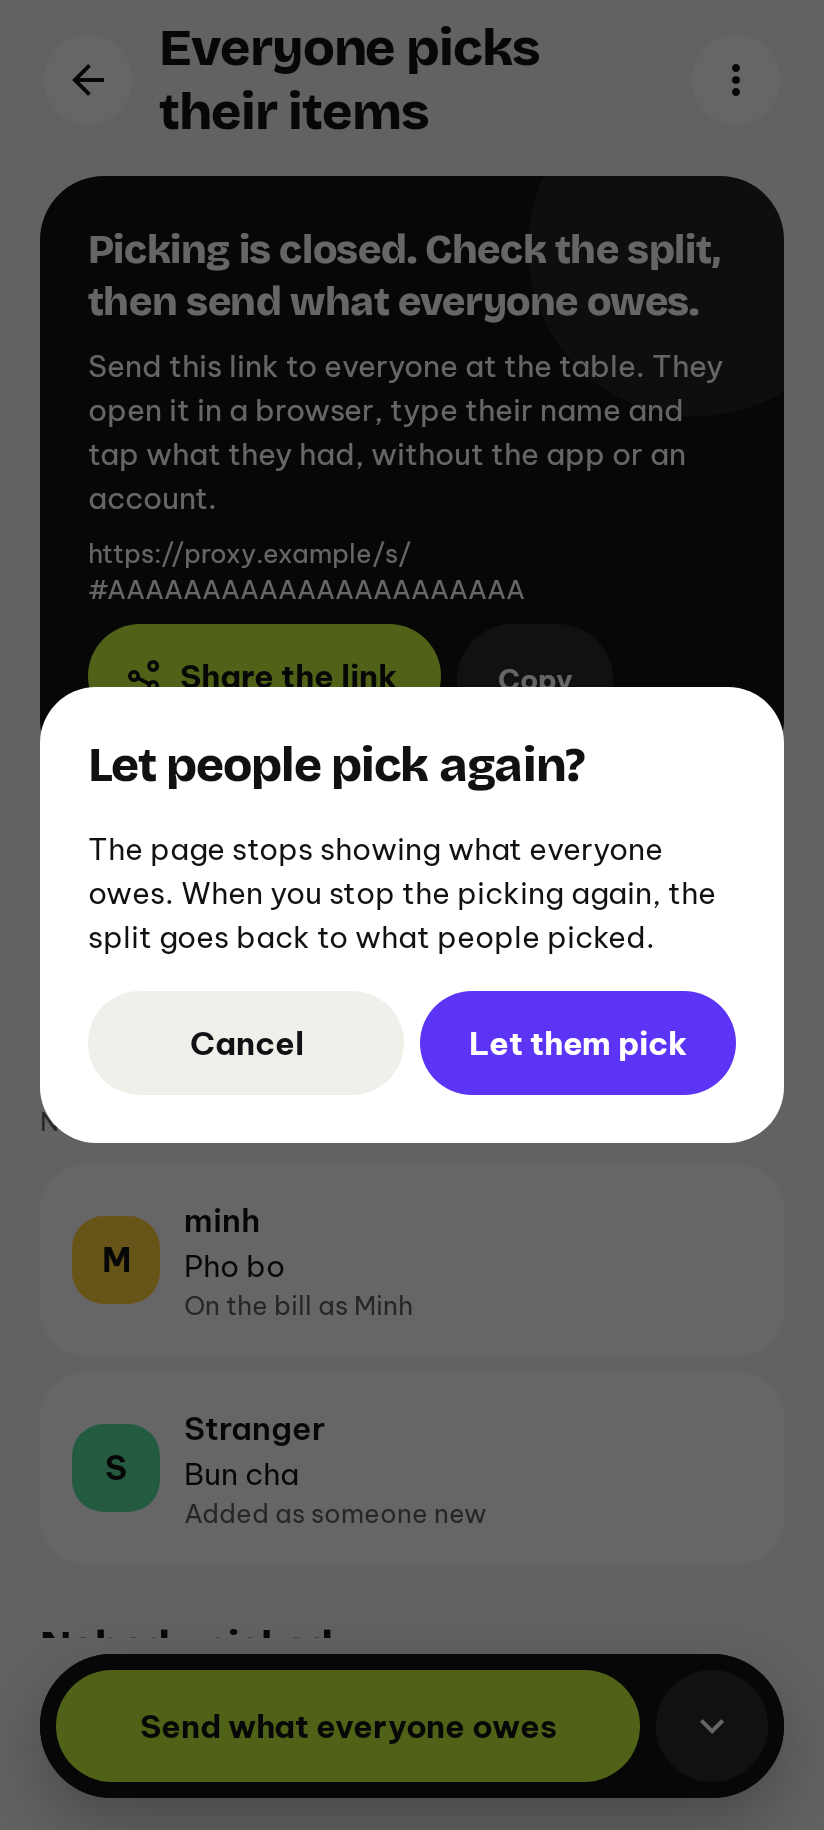 Everyone picks
their items
Picking is closed. Check the split,
then send what everyone owes.
Send this link to everyone at the table. They
open it in a browser, type their name and
tap what they had, without the app or an
account.
https://proxy.example/s/
#AAAAAAAAAAAAAAAAAAAAAA
Share the link
Copy
Let people pick again?
The page stops showing what everyone
owes. When you stop the picking again, the
split goes back to what people picked.
Cancel
Let them pick
M
minh
Pho bo
On the bill as Minh
S
Stranger
Bun cha
Added as someone new
Nobody picked
Send what everyone owes